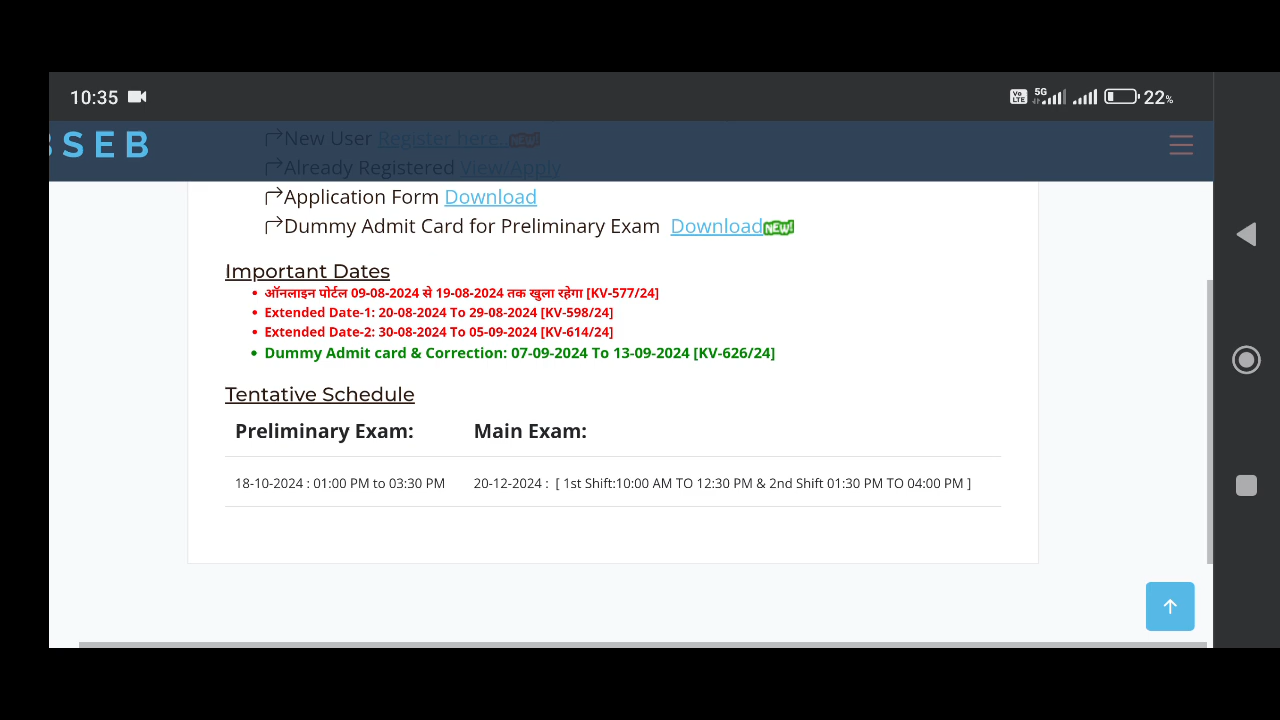 10:35
5G
Vo LTE
22%
SEB
New User Register here. NEW!
Already Registered View/Apply
Application Form Download
Dummy Admit Card for Preliminary Exam Download NEW!
Important Dates
• ऑनलाइन पोर्टल 09-08-2024 से 19-08-2024 तक खुला रहेगा [KV-577/24]
• Extended Date-1: 20-08-2024 To 29-08-2024 [KV-598/24]
• Extended Date-2: 30-08-2024 To 05-09-2024 [KV-614/24]
• Dummy Admit card & Correction: 07-09-2024 To 13-09-2024 [KV-626/24]
Tentative Schedule
Preliminary Exam: Main Exam:
18-10-2024 : 01:00 PM to 03:30 PM 20-12-2024 : [ 1st Shift:10:00 AM TO 12:30 PM & 2nd Shift 01:30 PM TO 04:00 PM ]